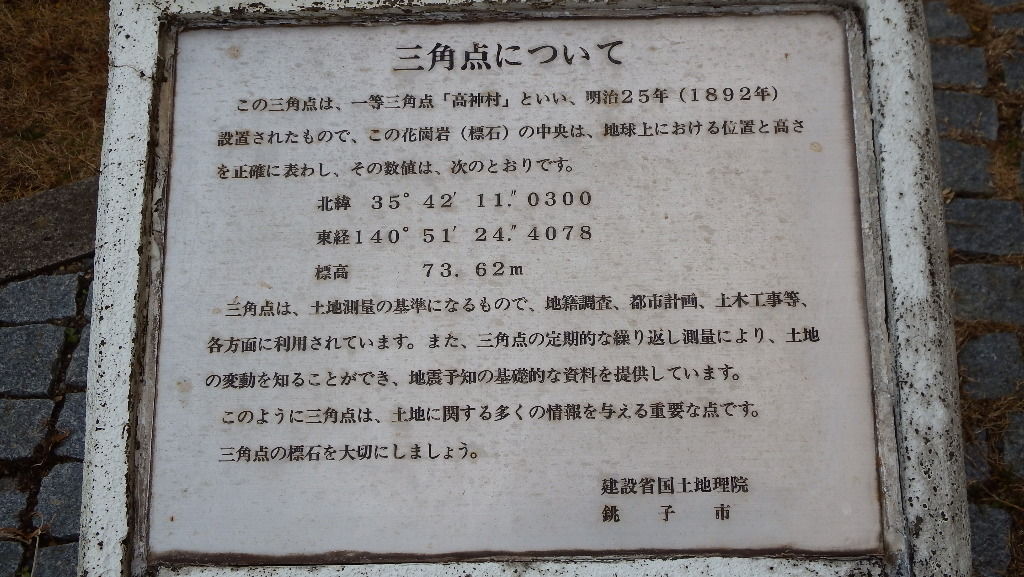 三角点について
この三角点は、一等三角点「高神村」といい、明治25年(1892年)
設置されたもので、この花崗岩(標石)の中央は、地球上における位置と高さ
を正確に表わし、その数値は、次のとおりです。
北緯 35°42′11.″0300
東経140°51′24.″4078
標高 73.62m
三角点は、土地測量の基準になるもので、地籍調査、都市計画、土木工事等、
各方面に利用されています。また、三角点の定期的な繰り返し測量により、土地
の変動を知ることができ、地震予知の基礎的な資料を提供しています。
このように三角点は、土地に関する多くの情報を与える重要な点です。
三角点の標石を大切にしましょう。
建設省国土地理院
銚子市